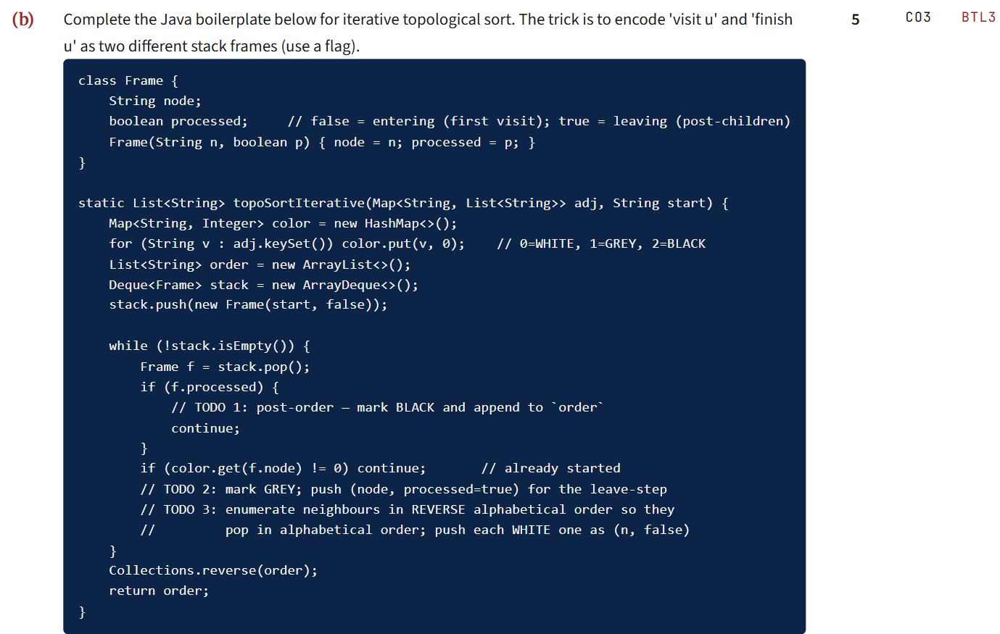 (b) Complete the Java boilerplate below for iterative topological sort. The trick is to encode 'visit u' and 'finish 5 CO3 BTL3
u' as two different stack frames (use a flag).
class Frame {
    String node;
    boolean processed;     // false = entering (first visit); true = leaving (post-children)
    Frame(String n, boolean p) { node = n; processed = p; }
}

static List<String> topoSortIterative(Map<String, List<String>> adj, String start) {
    Map<String, Integer> color = new HashMap<>();
    for (String v : adj.keySet()) color.put(v, 0);    // 0=WHITE, 1=GREY, 2=BLACK
    List<String> order = new ArrayList<>();
    Deque<Frame> stack = new ArrayDeque<>();
    stack.push(new Frame(start, false));

    while (!stack.isEmpty()) {
        Frame f = stack.pop();
        if (f.processed) {
            // TODO 1: post-order — mark BLACK and append to `order`
            continue;
        }
        if (color.get(f.node) != 0) continue;       // already started
        // TODO 2: mark GREY; push (node, processed=true) for the leave-step
        // TODO 3: enumerate neighbours in REVERSE alphabetical order so they
        //         pop in alphabetical order; push each WHITE one as (n, false)
    }
    Collections.reverse(order);
    return order;
}